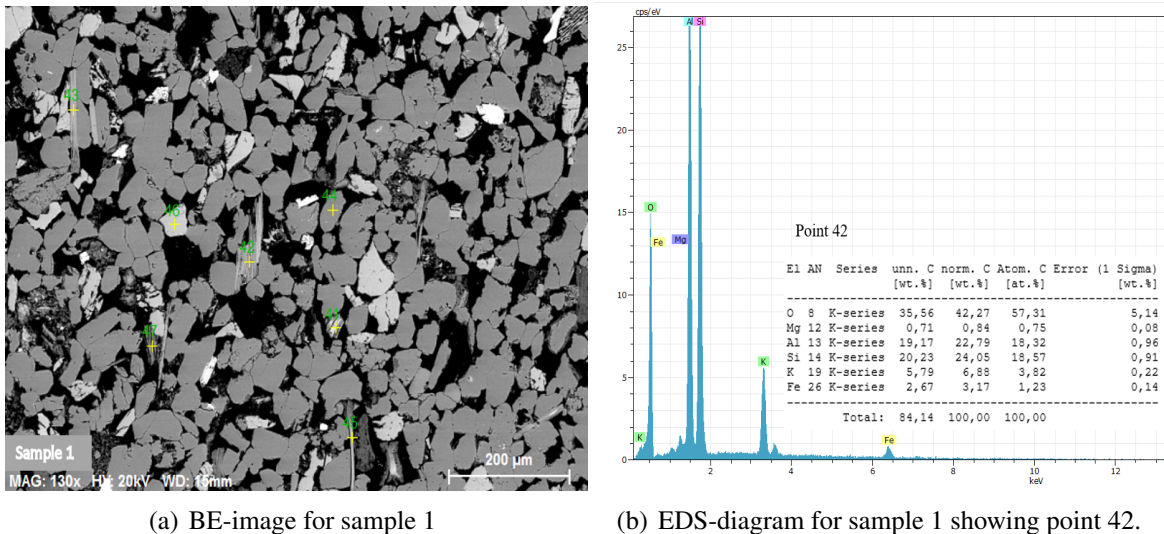 43
44
46
42
41
47
45
Sample 1
200 µm
MAG: 130x HV: 20kV WD: 15mm
(a) BE-image for sample 1
cps/eV
Al Si
25
20
15
O
Fe
Mg
Point 42
El AN Series unn. C norm. C Atom. C Error (1 Sigma)
[wt.%] [wt.%] [at.%] [wt.%]
O 8 K-series 35,56 42,27 57,31 5,14
Mg 12 K-series 0,71 0,84 0,75 0,08
Al 13 K-series 19,17 22,79 18,32 0,96
Si 14 K-series 20,23 24,05 18,57 0,91
K 19 K-series 5,79 6,88 3,82 0,22
Fe 26 K-series 2,67 3,17 1,23 0,14
Total: 84,14 100,00 100,00
10
5
K
K
Fe
0
2 4 6 8 10 12
keV
(b) EDS-diagram for sample 1 showing point 42.